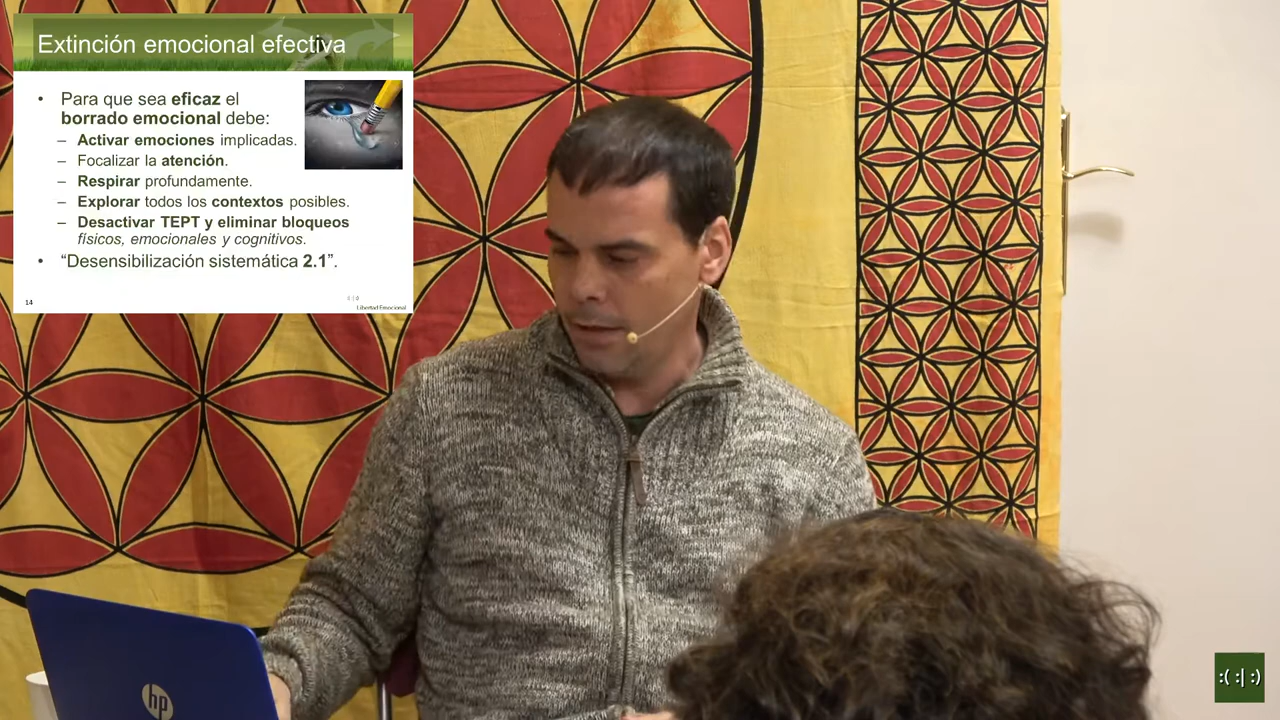 Extinción emocional efectiva
• Para que sea eficaz el
borrado emocional debe:
– Activar emociones implicadas.
– Focalizar la atención.
– Respirar profundamente.
– Explorar todos los contextos posibles.
– Desactivar TEPT y eliminar bloqueos
físicos, emocionales y cognitivos.
• “Desensibilización sistemática 2.1”.
14
Libertad Emocional
hp
:( :| :)